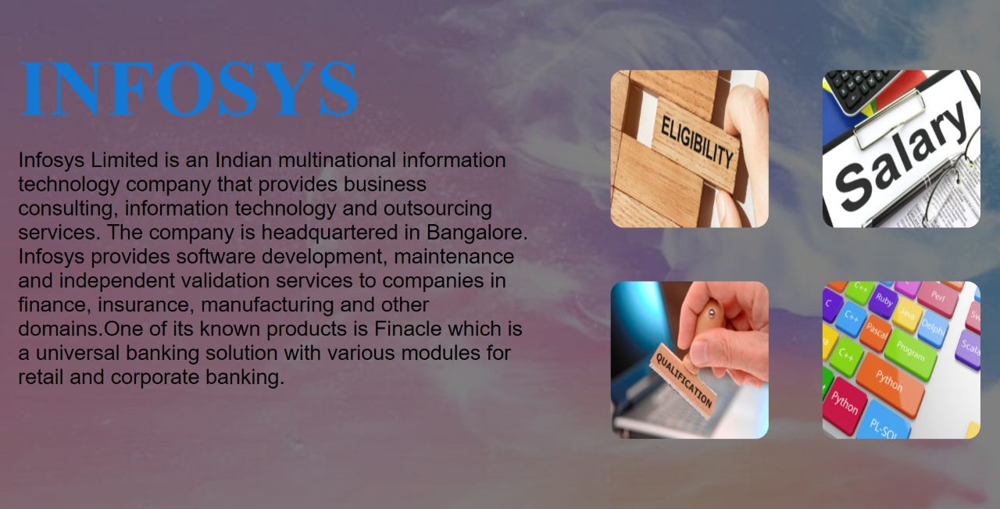 INFOSYS
Infosys Limited is an Indian multinational information
technology company that provides business
consulting, information technology and outsourcing
services. The company is headquartered in Bangalore.
Infosys provides software development, maintenance
and independent validation services to companies in
finance, insurance, manufacturing and other
domains.One of its known products is Finacle which is
a universal banking solution with various modules for
retail and corporate banking.
ELIGIBILITY
Salary
QUALIFICATION
C++
Perl
C
Ruby
C++
Java
Delphi
Pascal
Program
Scala
C++
Python
Python
PL-SQL